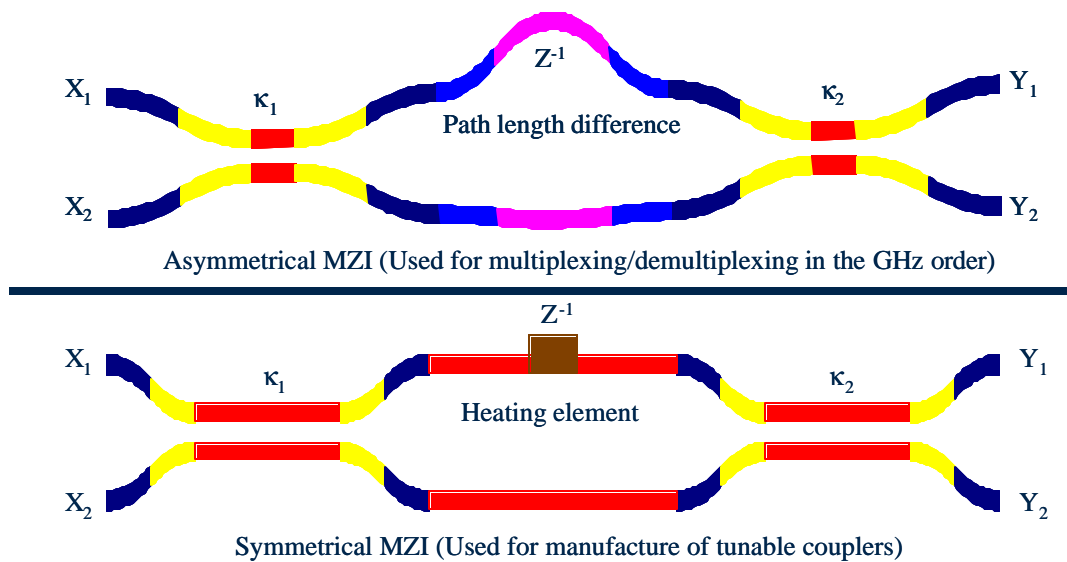 Z⁻¹
X₁ κ₁ κ₂ Y₁
Path length difference
X₂ Y₂
Asymmetrical MZI (Used for multiplexing/demultiplexing in the GHz order)
Z⁻¹
X₁ κ₁ κ₂ Y₁
Heating element
X₂ Y₂
Symmetrical MZI (Used for manufacture of tunable couplers)